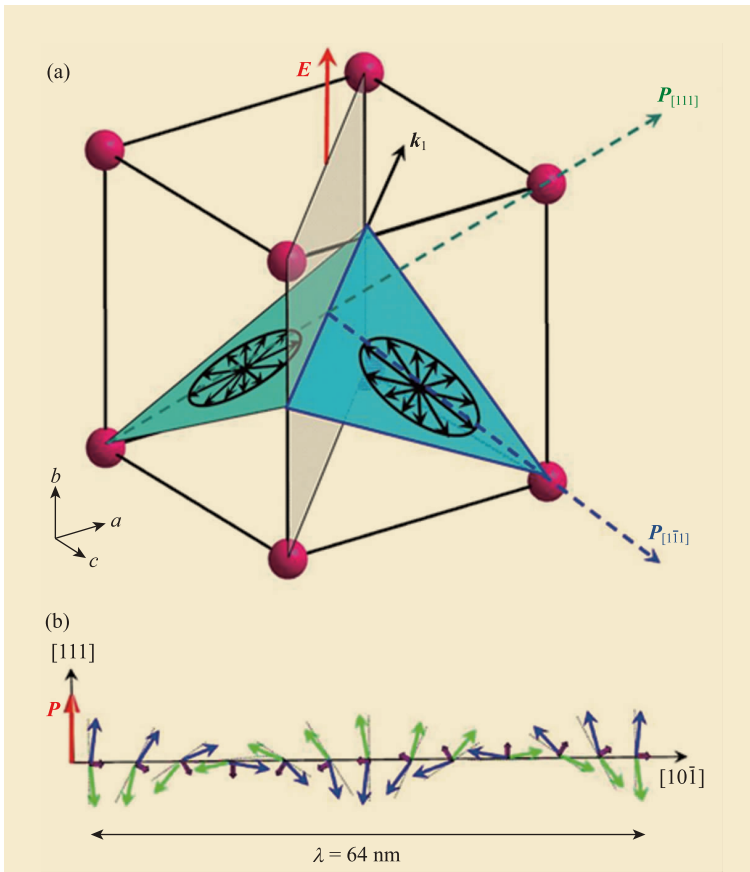 (a)
E
P[111]
k₁
b
a
c
P[11̄1]
(b)
[111]
P
[101̄]
λ = 64 nm